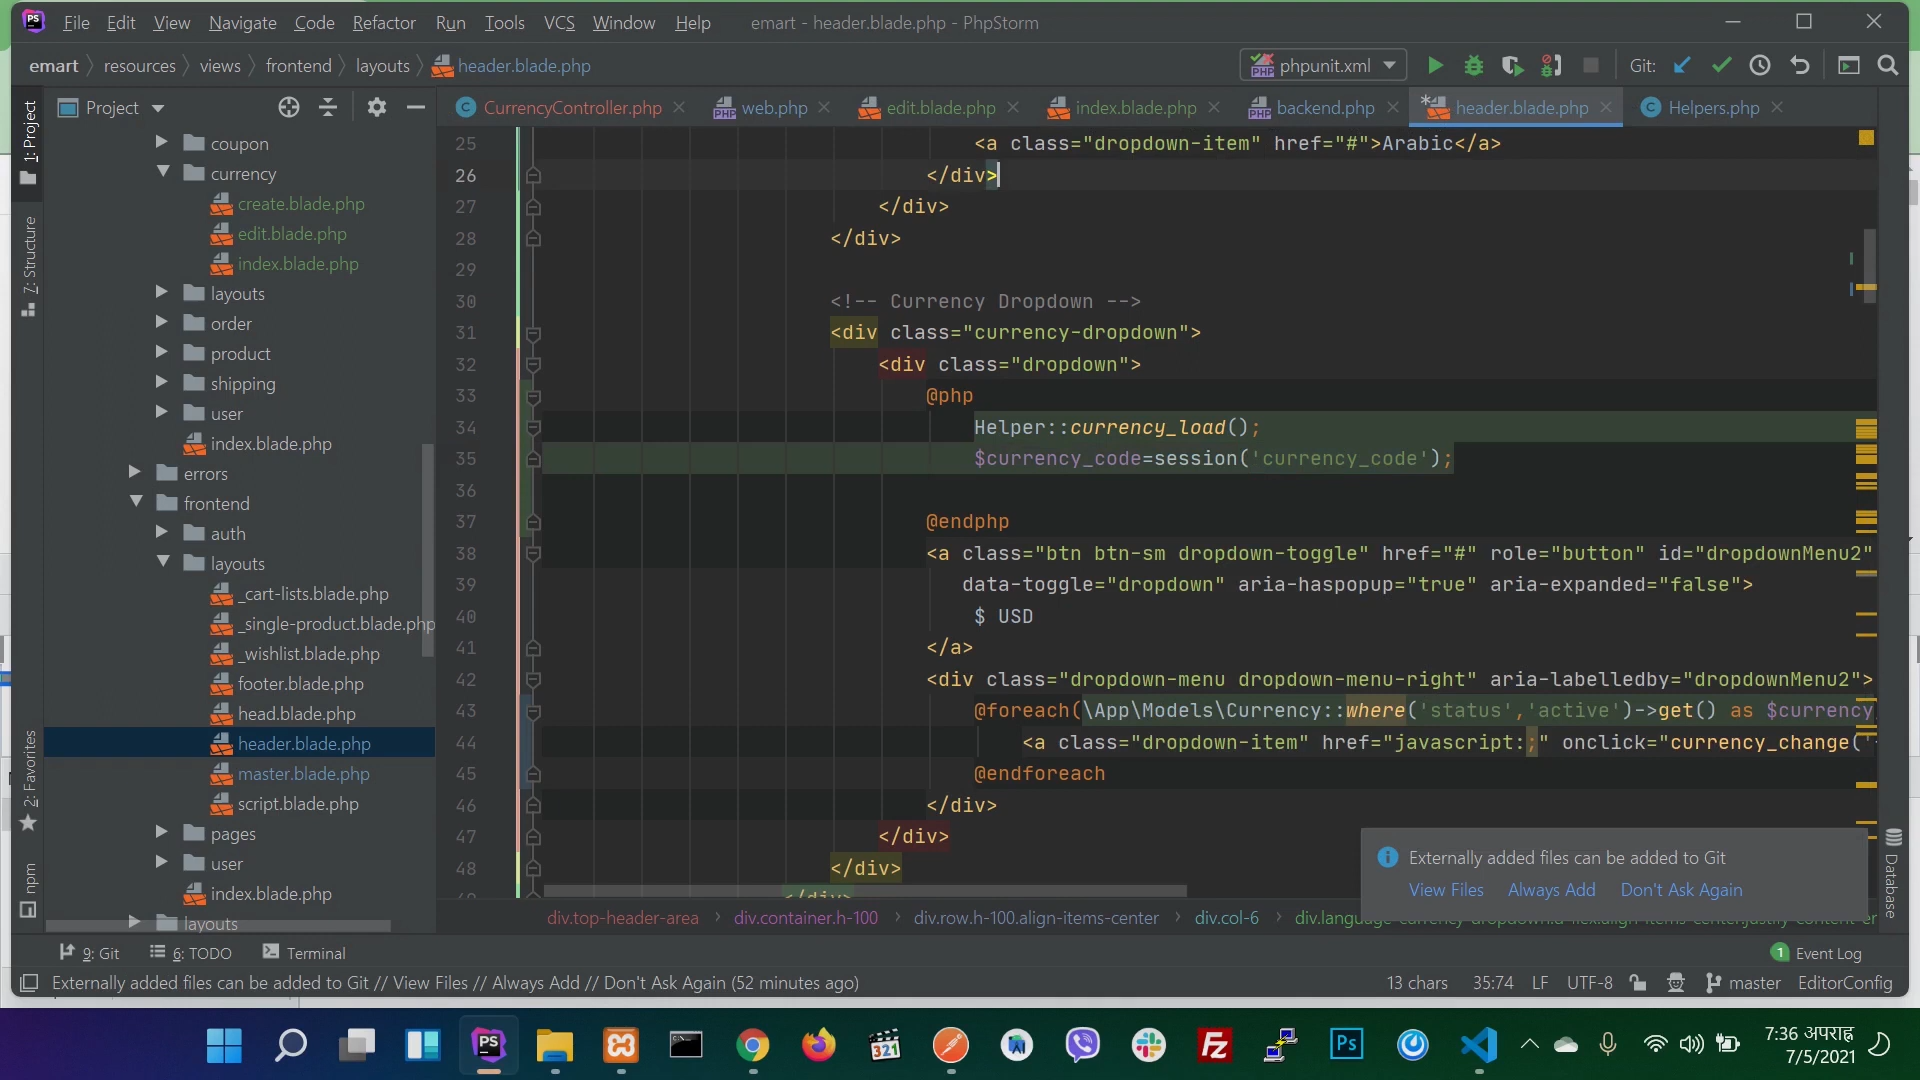 File Edit View Navigate Code Refactor Run Tools VCS Window Help emart - header.blade.php - PhpStorm
emart resources views frontend layouts header.blade.php phpunit.xml Git:
Project CurrencyController.php web.php edit.blade.php index.blade.php backend.php header.blade.php Helpers.php
1: Project
7: Structure
2: Favorites
npm
coupon
currency
create.blade.php
edit.blade.php
index.blade.php
layouts
order
product
shipping
user
index.blade.php
errors
frontend
auth
layouts
_cart-lists.blade.php
_single-product.blade.php
_wishlist.blade.php
footer.blade.php
head.blade.php
header.blade.php
master.blade.php
script.blade.php
pages
user
index.blade.php
layouts
25 <a class="dropdown-item" href="#">Arabic</a>
26 </div>
27 </div>
28 </div>
29
30 <!-- Currency Dropdown -->
31 <div class="currency-dropdown">
32 <div class="dropdown">
33 @php
34 Helper::currency_load();
35 $currency_code=session('currency_code');
36
37 @endphp
38 <a class="btn btn-sm dropdown-toggle" href="#" role="button" id="dropdownMenu2"
39 data-toggle="dropdown" aria-haspopup="true" aria-expanded="false">
40 $ USD
41 </a>
42 <div class="dropdown-menu dropdown-menu-right" aria-labelledby="dropdownMenu2">
43 @foreach(\App\Models\Currency::where('status','active')->get() as $currency
44 <a class="dropdown-item" href="javascript:;" onclick="currency_change('
45 @endforeach
46 </div>
47 </div>
48 </div>
</div>
Externally added files can be added to Git
View Files Always Add Don't Ask Again
Database
div.top-header-area div.container.h-100 div.row.h-100.align-items-center div.col-6
9: Git 6: TODO Terminal 1 Event Log
Externally added files can be added to Git // View Files // Always Add // Don't Ask Again (52 minutes ago) 13 chars 35:74 LF UTF-8 master EditorConfig
7:36 अपराह्न
7/5/2021